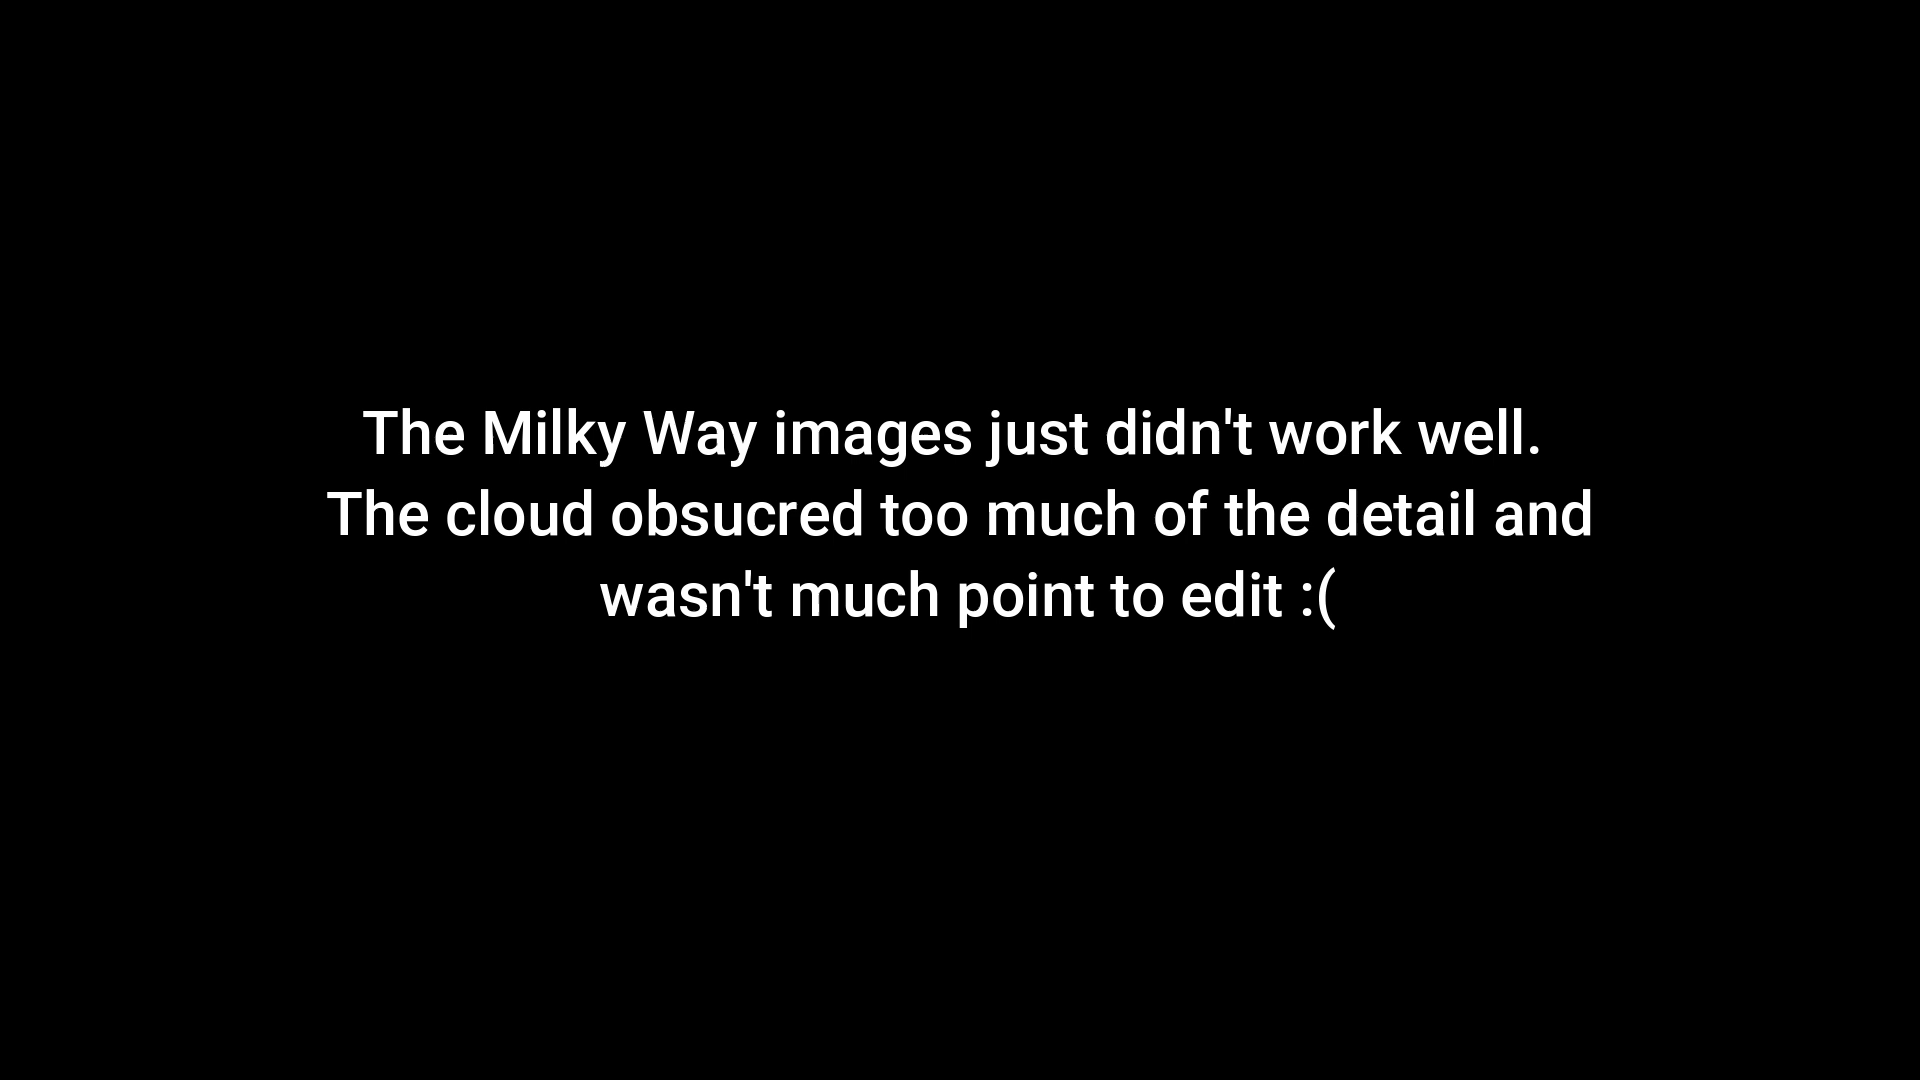 The Milky Way images just didn't work well.
The cloud obsucred too much of the detail and
wasn't much point to edit :(